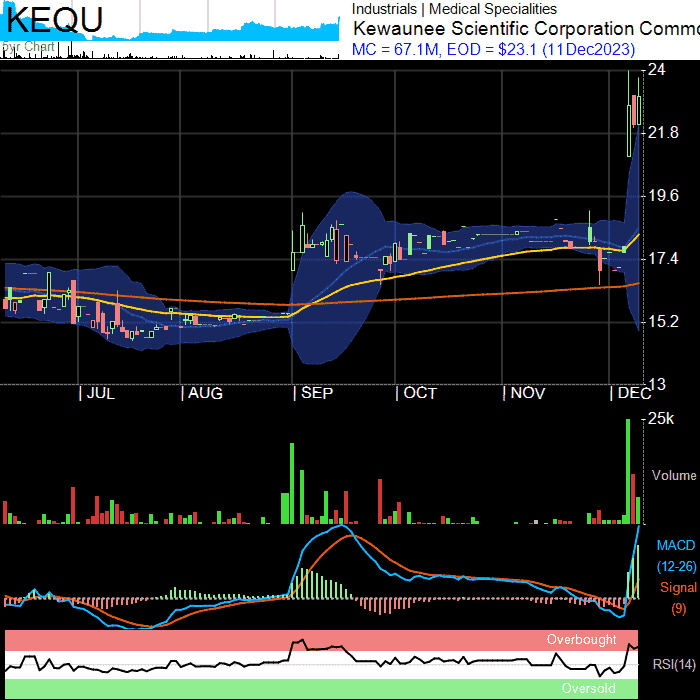 KEQU
Industrials | Medical Specialities
Kewaunee Scientific Corporation Commo
MC = 67.1M, EOD = $23.1 (11Dec2023)
5yr Chart
24
21.8
19.6
17.4
15.2
13
| JUL | AUG | SEP | OCT | NOV | DEC
25k
Volume
MACD
(12-26)
Signal
(9)
Overbought
RSI(14)
Oversold